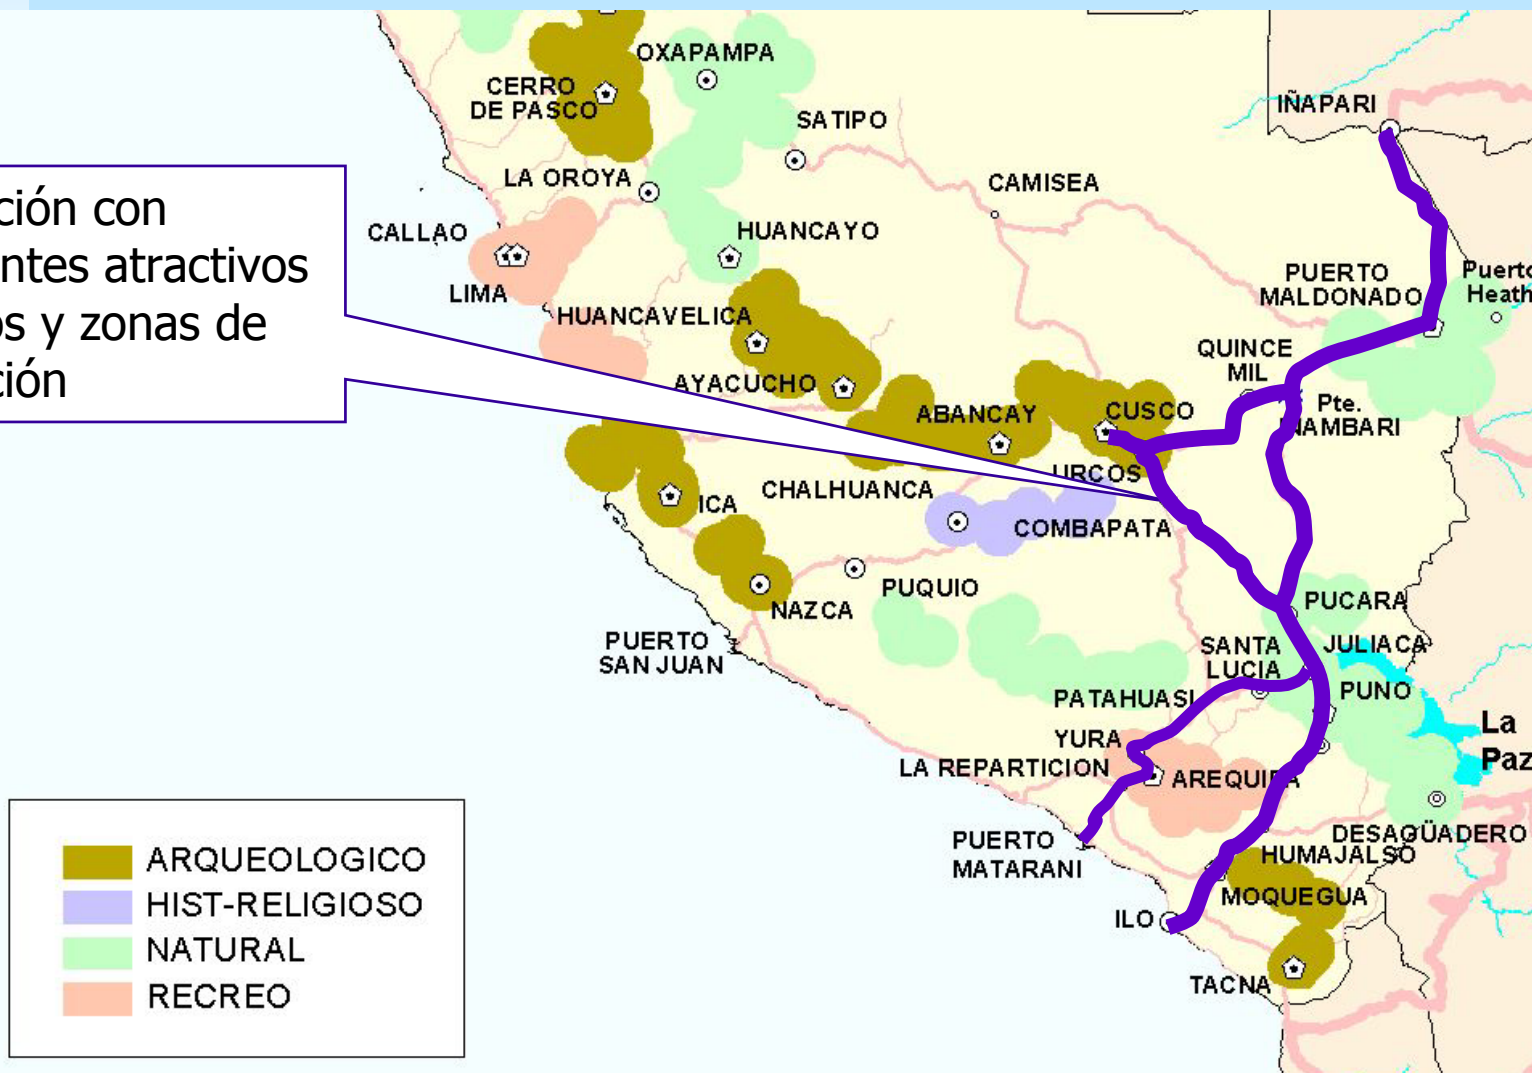 OXAPAMPA
CERRO
DE PASCO
SATIPO
IÑAPARI
LA OROYA
CAMISEA
ción con
ntes atractivos
os y zonas de
ción
CALLAO
HUANCAYO
LIMA
PUERTO
MALDONADO
Puerto
Heath
HUANCAVELICA
QUINCE
MIL
AYACUCHO
ABANCAY
CUSCO
Pte.
INAMBARI
URCOS
ICA
CHALHUANCA
COMBAPATA
PUQUIO
NAZCA
PUCARA
PUERTO
SAN JUAN
SANTA
LUCIA
JULIACA
PATAHUASI
PUNO
La
Paz
YURA
LA REPARTICION
AREQUIPA
PUERTO
MATARANI
DESAGÜADERO
HUMAJALSO
MOQUEGUA
ILO
TACNA
ARQUEOLOGICO
HIST-RELIGIOSO
NATURAL
RECREO